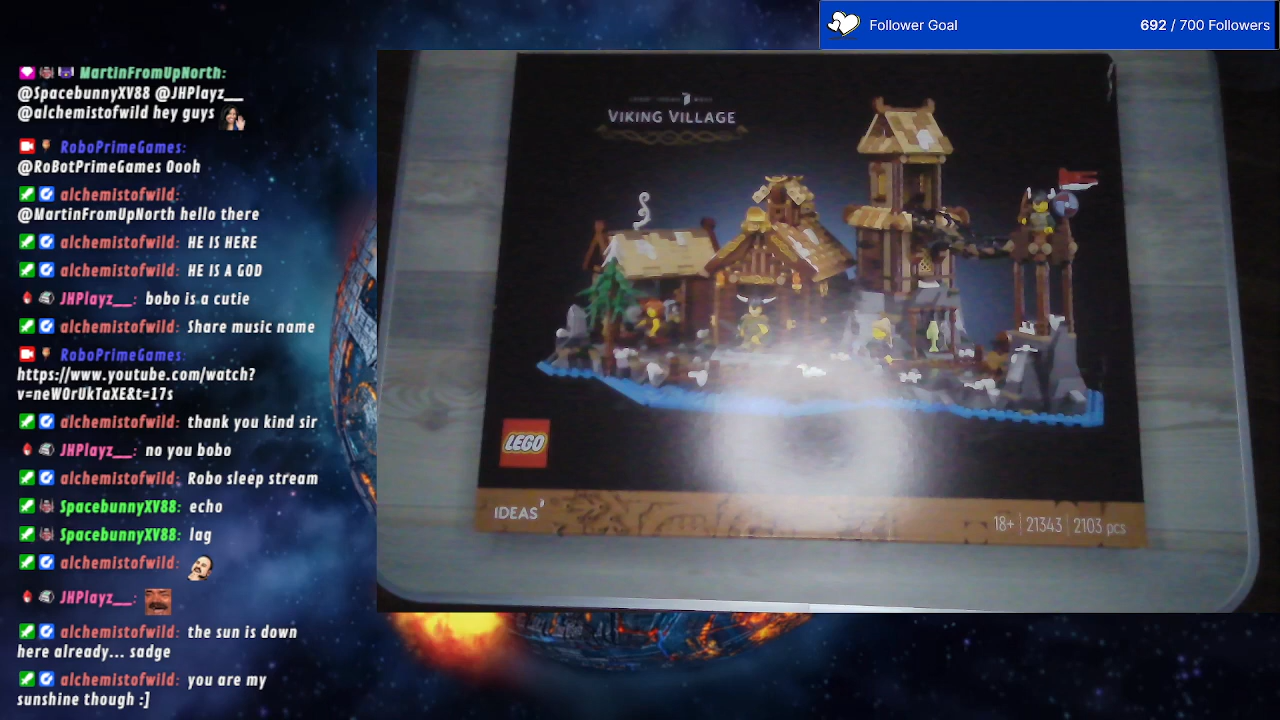 Follower Goal
692 / 700 Followers
MartinFromUpNorth:
@SpacebunnyXV88 @JHPlayz__
@alchemistofwild hey guys
RoboPrimeGames:
@RoBotPrimeGames Oooh
alchemistofwild:
@MartinFromUpNorth hello there
alchemistofwild: HE IS HERE
alchemistofwild: HE IS A GOD
JHPlayz__: bobo is a cutie
alchemistofwild: Share music name
RoboPrimeGames:
https://www.youtube.com/watch?
v=neW0rUkTaXE&t=17s
alchemistofwild: thank you kind sir
JHPlayz__: no you bobo
alchemistofwild: Robo sleep stream
SpacebunnyXV88: echo
SpacebunnyXV88: lag
alchemistofwild:
JHPlayz__:
alchemistofwild: the sun is down
here already... sadge
alchemistofwild: you are my
sunshine though :]
VIKING VILLAGE
LEGO
IDEAS
18+ | 21343 | 2103 pcs